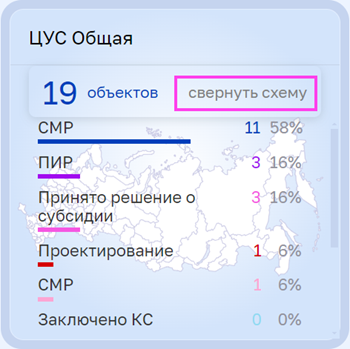 ЦУС Общая
19 объектов свернуть схему
СМР 11 58%
ПИР 3 16%
Принято решение о 3 16%
субсидии
Проектирование 1 6%
СМР 1 6%
Заключено КС 0 0%